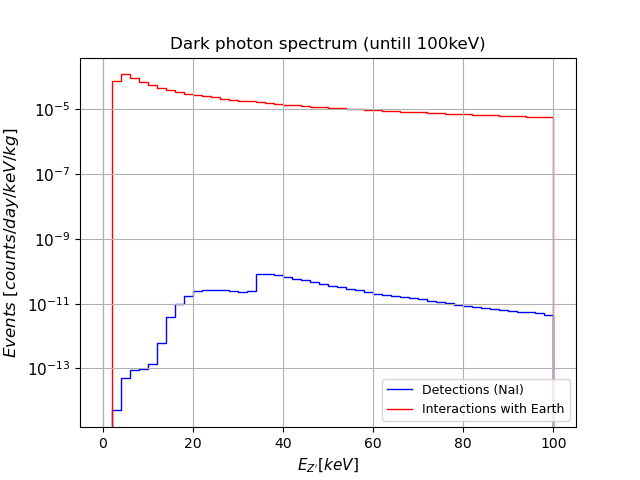 Dark photon spectrum (untill 100keV)
Events [counts/day/keV/kg]
10⁻⁵
10⁻⁷
10⁻⁹
10⁻¹¹
10⁻¹³
Detections (NaI)
Interactions with Earth
0 20 40 60 80 100
E_Z'[keV]